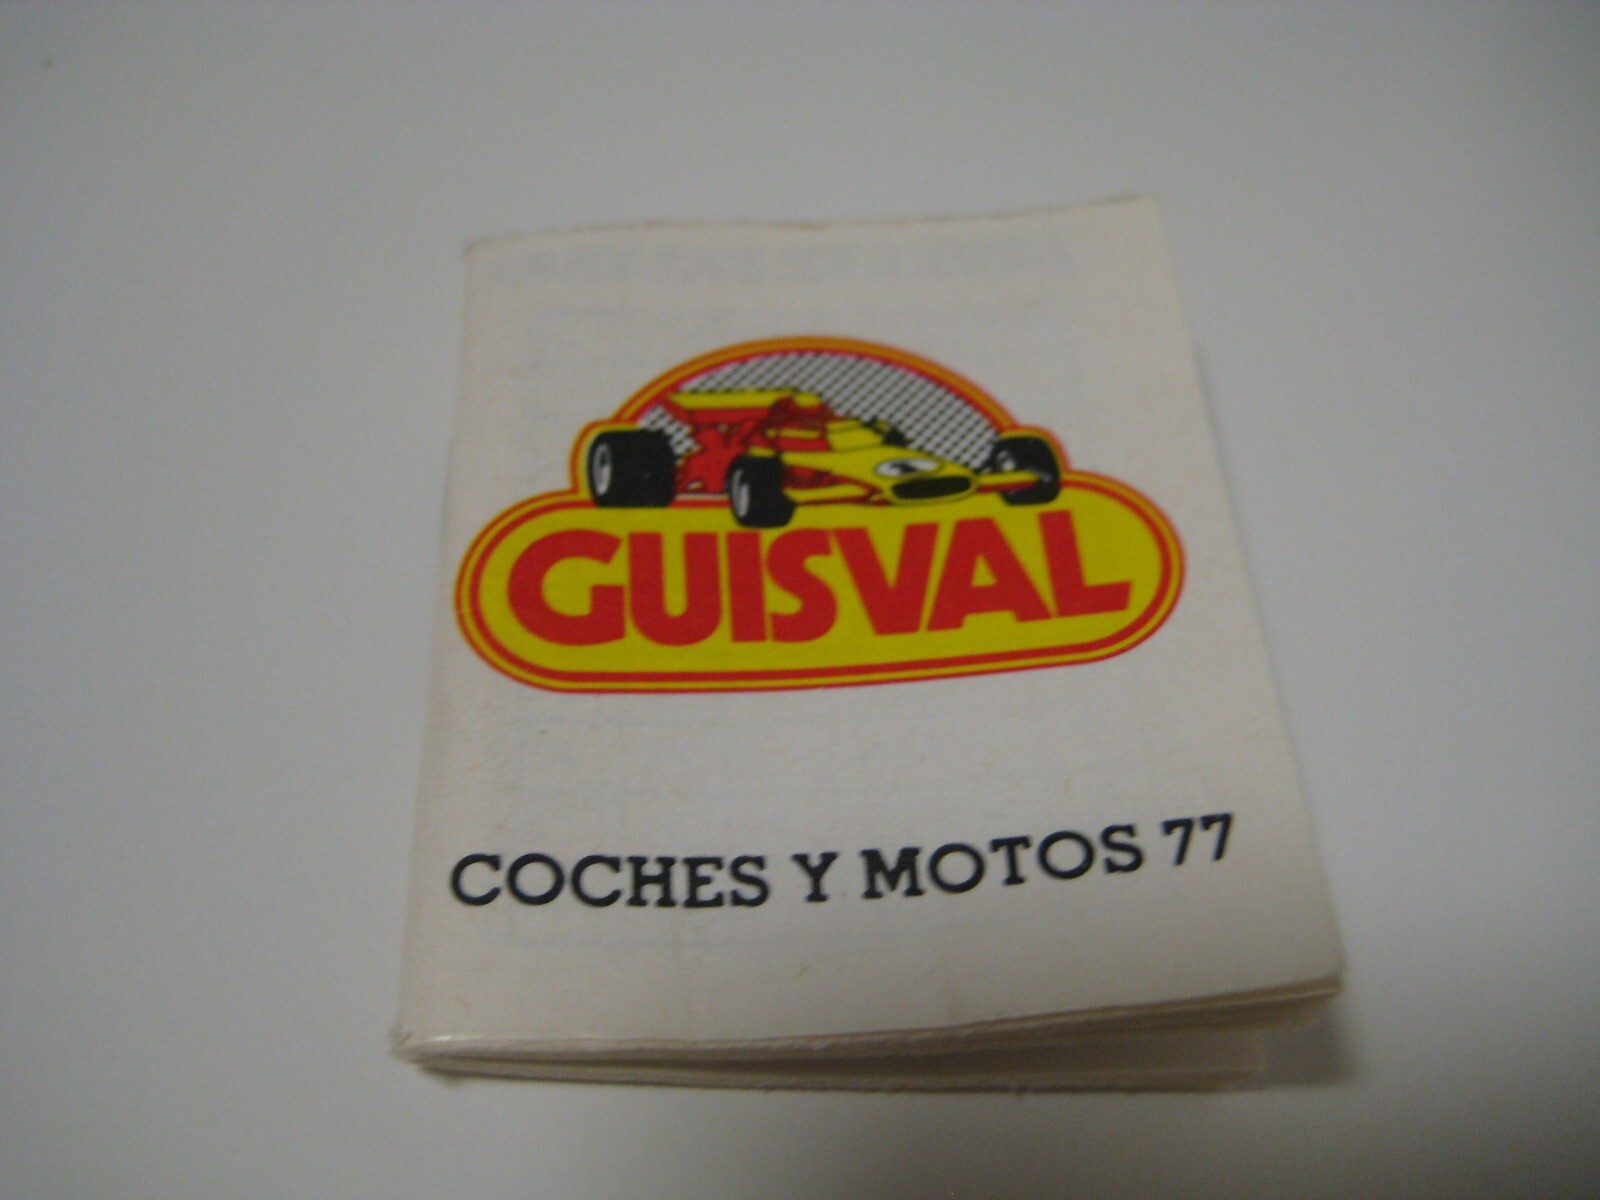 GUISVAL
COCHES Y MOTOS 77